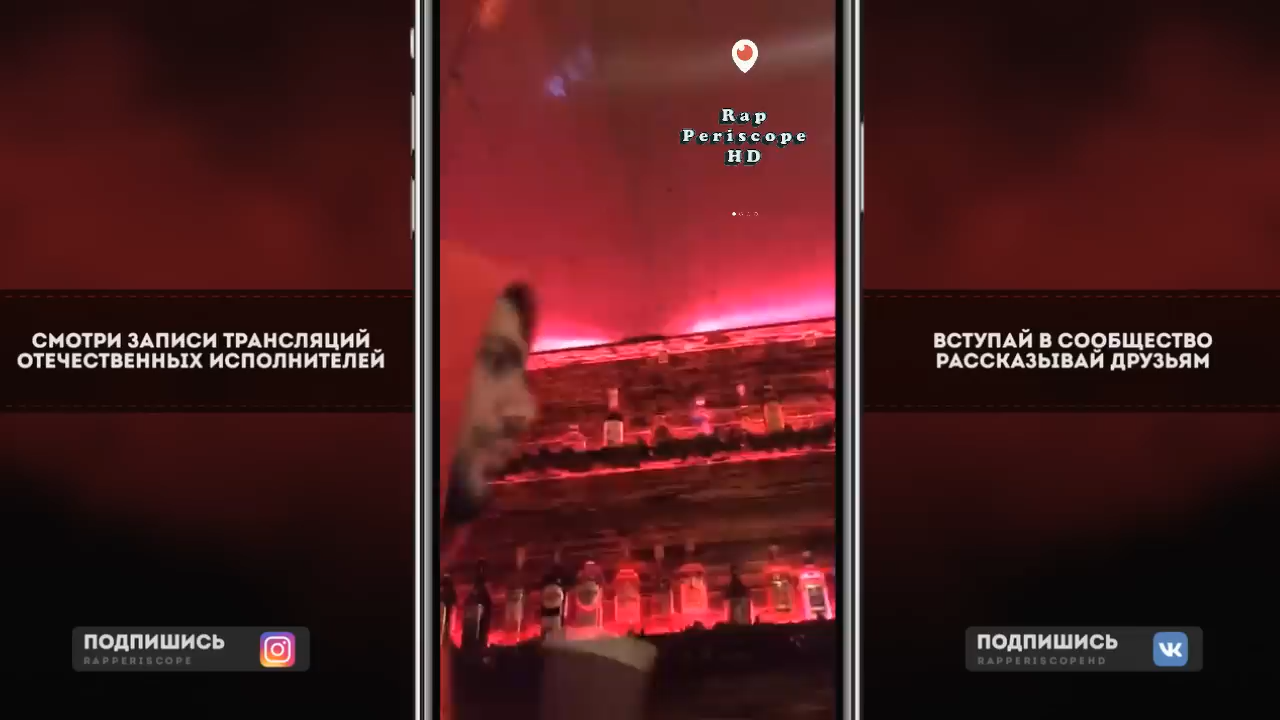 Rap
Periscope
HD
СМОТРИ ЗАПИСИ ТРАНСЛЯЦИЙ
ОТЕЧЕСТВЕННЫХ ИСПОЛНИТЕЛЕЙ
ВСТУПАЙ В СООБЩЕСТВО
РАССКАЗЫВАЙ ДРУЗЬЯМ
ПОДПИШИСЬ
RAPPERISCOPE
ПОДПИШИСЬ
RAPPERISCOPEHD